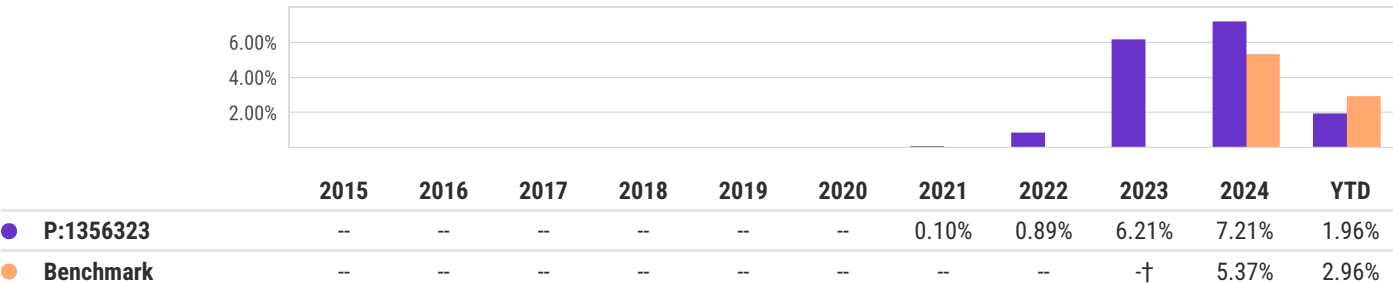 6.00%
4.00%
2.00%
2015 2016 2017 2018 2019 2020 2021 2022 2023 2024 YTD
P:1356323 -- -- -- -- -- -- 0.10% 0.89% 6.21% 7.21% 1.96%
Benchmark -- -- -- -- -- -- -- -- -† 5.37% 2.96%